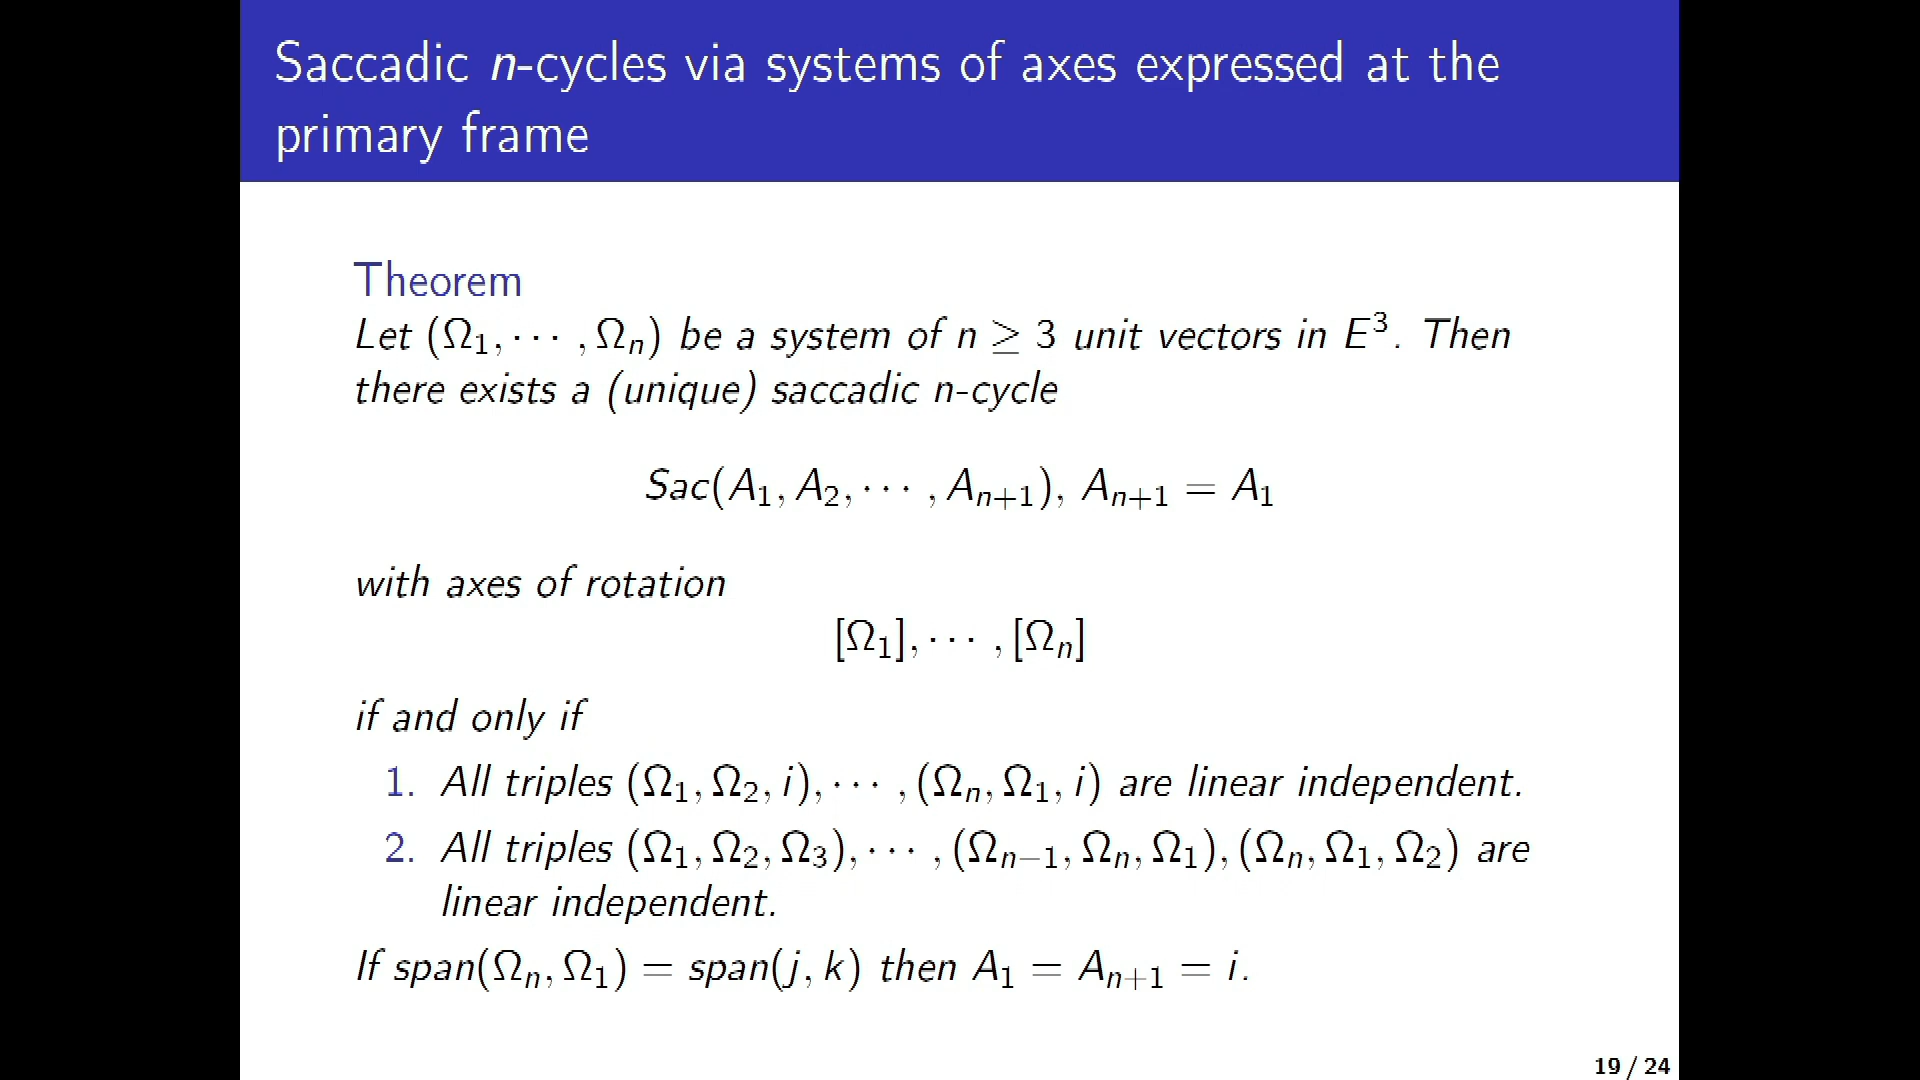 Saccadic n-cycles via systems of axes expressed at the
primary frame
Theorem
Let (Ω₁, ⋯ , Ωₙ) be a system of n ≥ 3 unit vectors in E³. Then
there exists a (unique) saccadic n-cycle
Sac(A₁, A₂, ⋯ , Aₙ₊₁), Aₙ₊₁ = A₁
with axes of rotation
[Ω₁], ⋯ , [Ωₙ]
if and only if
1. All triples (Ω₁, Ω₂, i), ⋯ , (Ωₙ, Ω₁, i) are linear independent.
2. All triples (Ω₁, Ω₂, Ω₃), ⋯ , (Ωₙ₋₁, Ωₙ, Ω₁), (Ωₙ, Ω₁, Ω₂) are
linear independent.
If span(Ωₙ, Ω₁) = span(j, k) then A₁ = Aₙ₊₁ = i.
19 / 24